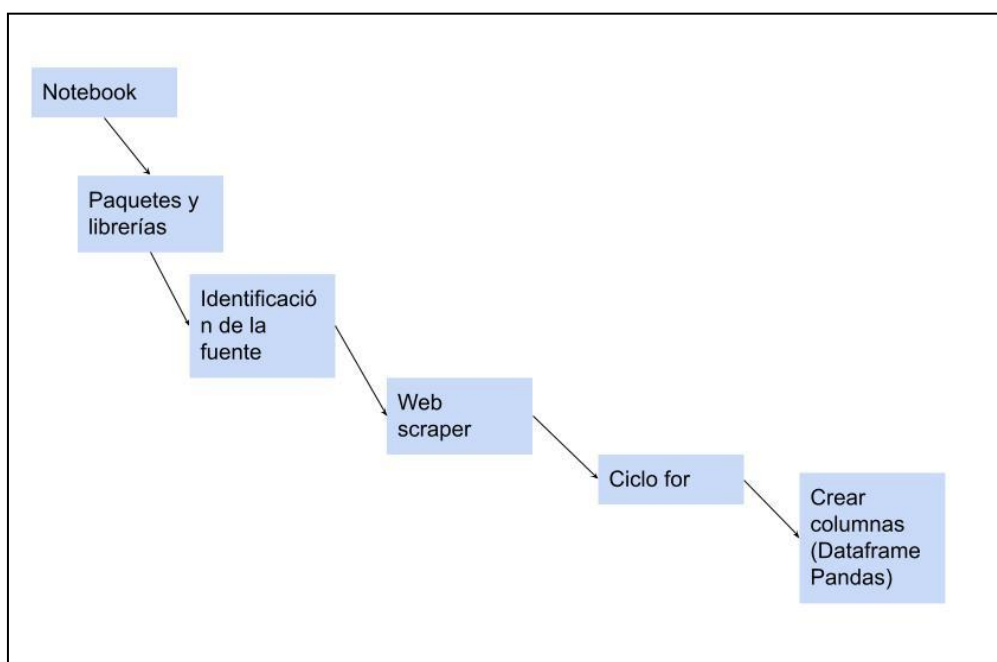 Notebook
Paquetes y
librerías
Identificació
n de la
fuente
Web
scraper
Ciclo for
Crear
columnas
(Dataframe
Pandas)